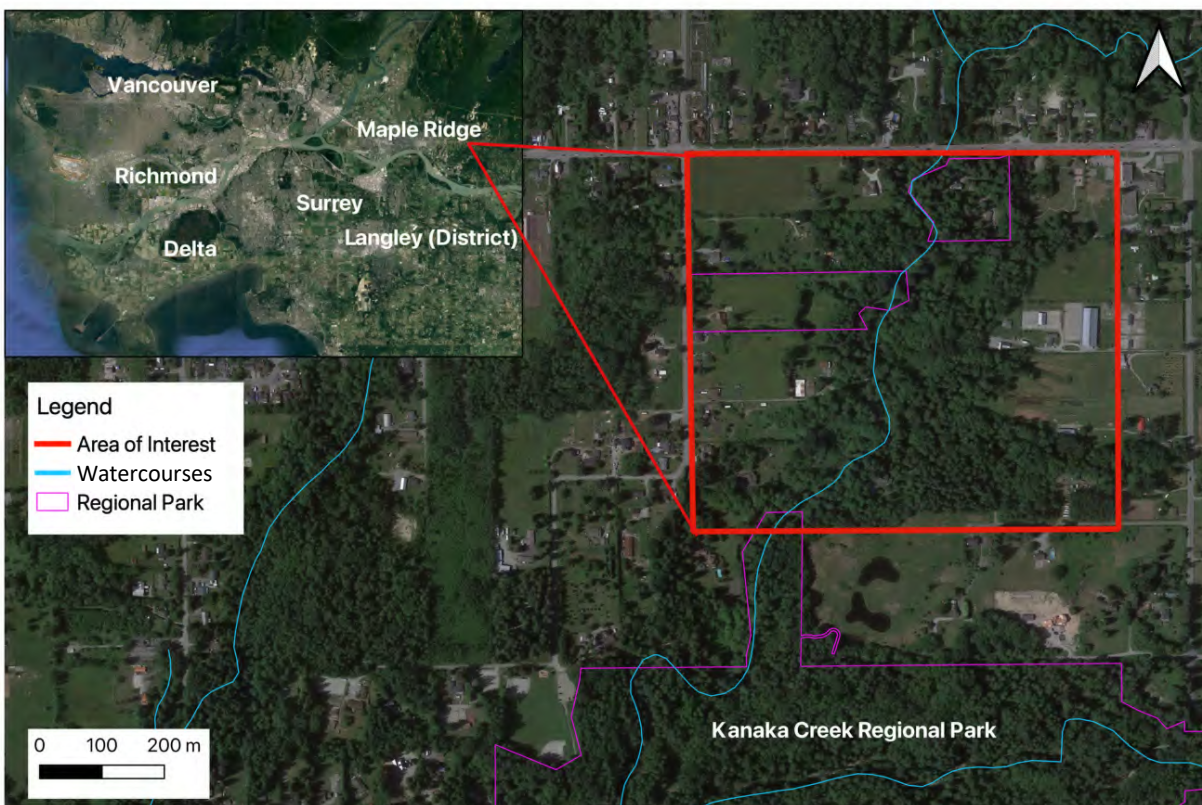 Vancouver
Maple Ridge
Richmond
Surrey
Langley (District)
Delta
Legend
Area of Interest
Watercourses
Regional Park
0 100 200 m
Kanaka Creek Regional Park